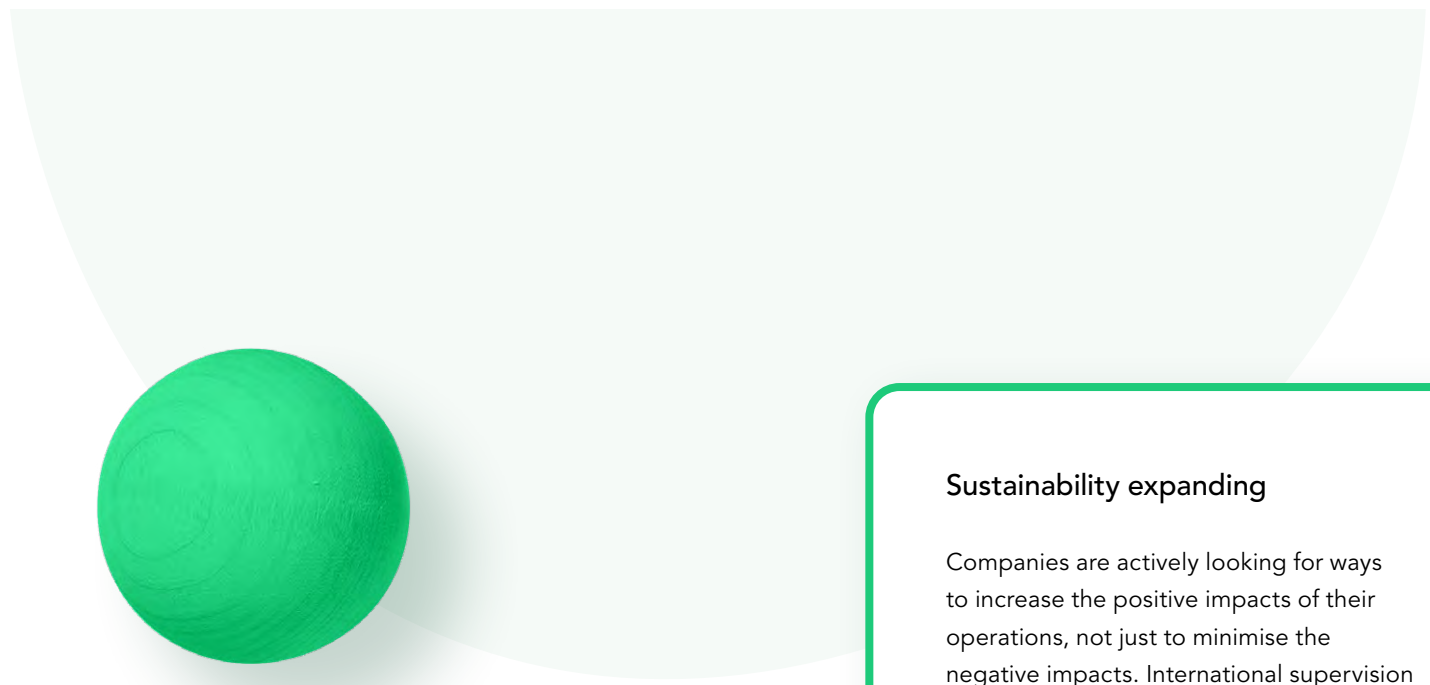 Sustainability expanding
Companies are actively looking for ways
to increase the positive impacts of their
operations, not just to minimise the
negative impacts. International supervision